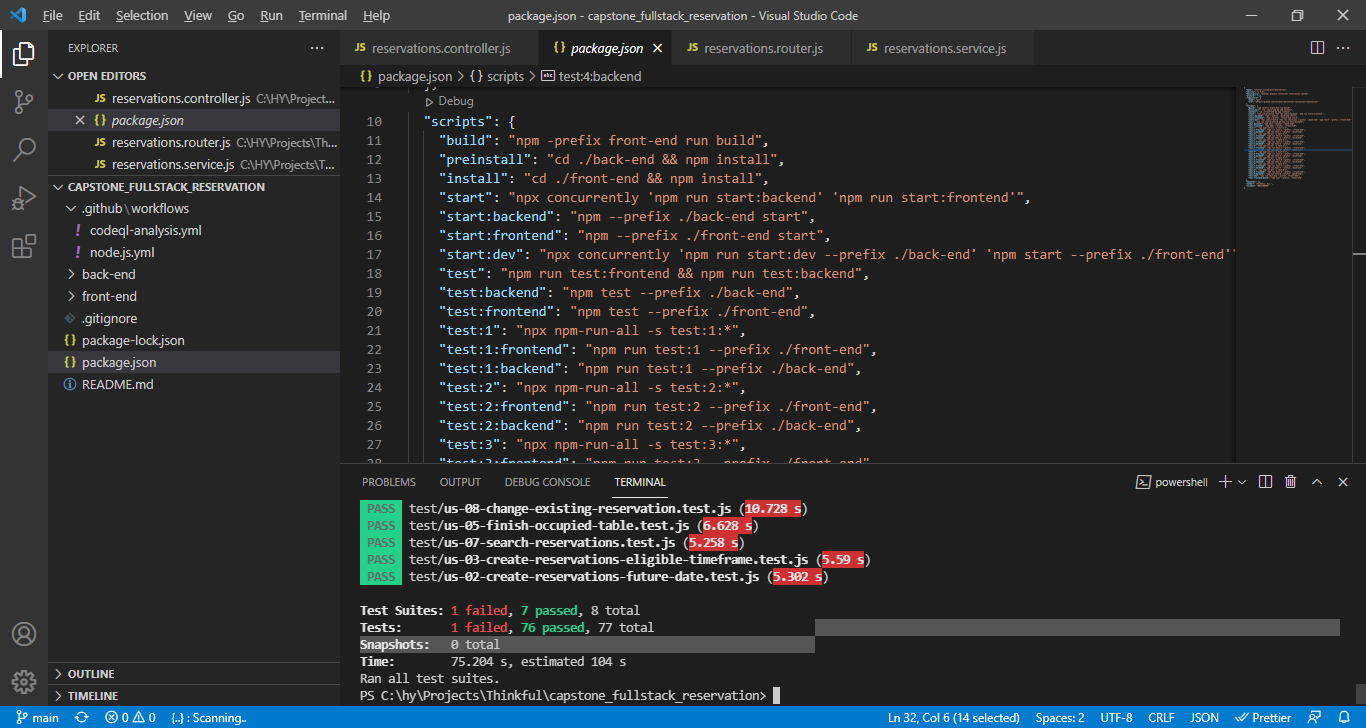 File Edit Selection View Go Run Terminal Help package.json - capstone_fullstack_reservation - Visual Studio Code
EXPLORER ···
OPEN EDITORS
JS reservations.controller.js C:\HY\Project...
{} package.json
JS reservations.router.js C:\HY\Projects\Th...
JS reservations.service.js C:\HY\Projects\T...
CAPSTONE_FULLSTACK_RESERVATION
.github\workflows
! codeql-analysis.yml
! node.js.yml
back-end
front-end
.gitignore
{} package-lock.json
{} package.json
README.md
OUTLINE
TIMELINE
JS reservations.controller.js {} package.json JS reservations.router.js JS reservations.service.js ···
{} package.json > {} scripts > abc test:4:backend
Debug
10 "scripts": {
11 "build": "npm -prefix front-end run build",
12 "preinstall": "cd ./back-end && npm install",
13 "install": "cd ./front-end && npm install",
14 "start": "npx concurrently 'npm run start:backend' 'npm run start:frontend'",
15 "start:backend": "npm --prefix ./back-end start",
16 "start:frontend": "npm --prefix ./front-end start",
17 "start:dev": "npx concurrently 'npm run start:dev --prefix ./back-end' 'npm start --prefix ./front-end'"
18 "test": "npm run test:frontend && npm run test:backend",
19 "test:backend": "npm test --prefix ./back-end",
20 "test:frontend": "npm test --prefix ./front-end",
21 "test:1": "npx npm-run-all -s test:1:*",
22 "test:1:frontend": "npm run test:1 --prefix ./front-end",
23 "test:1:backend": "npm run test:1 --prefix ./back-end",
24 "test:2": "npx npm-run-all -s test:2:*",
25 "test:2:frontend": "npm run test:2 --prefix ./front-end",
26 "test:2:backend": "npm run test:2 --prefix ./back-end",
27 "test:3": "npx npm-run-all -s test:3:*",
28 "test:3:frontend": "npm run test:3 --prefix ./front-end"
PROBLEMS OUTPUT DEBUG CONSOLE TERMINAL powershell
PASS test/us-08-change-existing-reservation.test.js (10.728 s)
PASS test/us-05-finish-occupied-table.test.js (6.628 s)
PASS test/us-07-search-reservations.test.js (5.258 s)
PASS test/us-03-create-reservations-eligible-timeframe.test.js (5.59 s)
PASS test/us-02-create-reservations-future-date.test.js (5.302 s)
Test Suites: 1 failed, 7 passed, 8 total
Tests: 1 failed, 76 passed, 77 total
Snapshots: 0 total
Time: 75.204 s, estimated 104 s
Ran all test suites.
PS C:\hy\Projects\Thinkful\capstone_fullstack_reservation>
main 0 0 {..} : Scanning.. Ln 32, Col 6 (14 selected) Spaces: 2 UTF-8 CRLF JSON Prettier